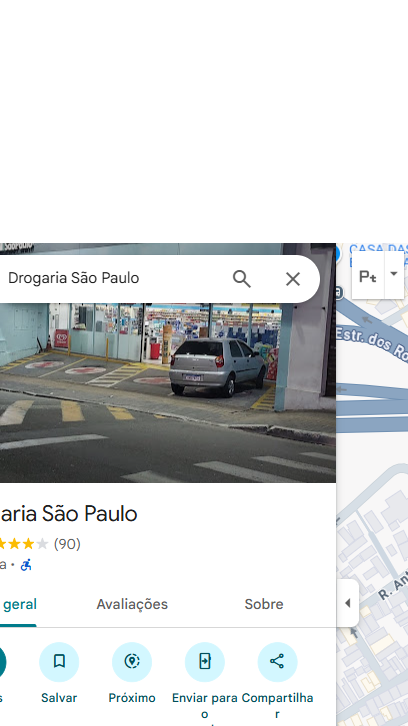 CASA DAS
Drogaria São Paulo
Pt
Estr. dos Ro
aria São Paulo
(90)
a ·
geral
Avaliações
Sobre
R. Ant
s
Salvar
Próximo
Enviar para o
Compartilhar